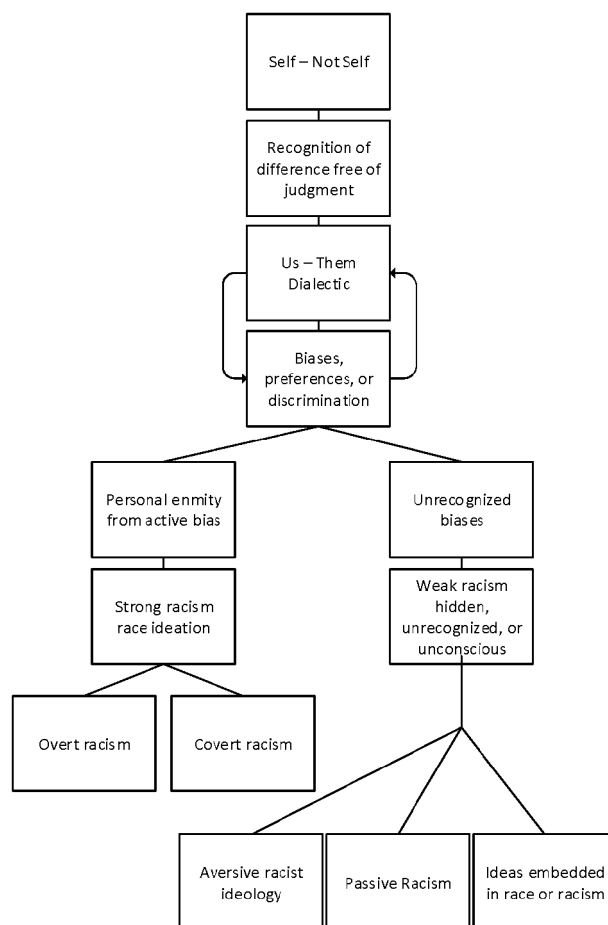 Self – Not Self
Recognition of
difference free of
judgment
Us – Them
Dialectic
Biases,
preferences, or
discrimination
Personal enmity
from active bias
Unrecognized
biases
Strong racism
race ideation
Weak racism
hidden,
unrecognized, or
unconscious
Overt racism
Covert racism
Aversive racist
ideology
Passive Racism
Ideas embedded
in race or racism